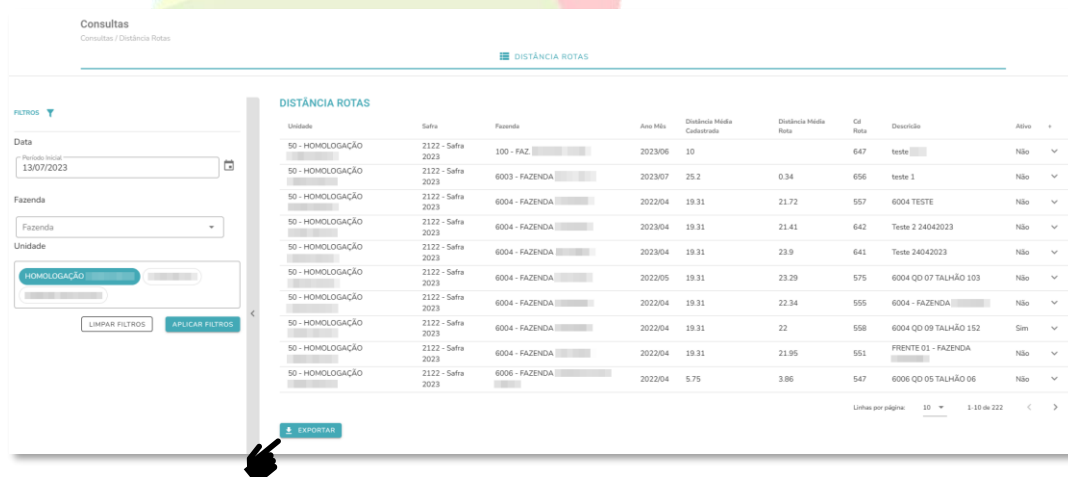 Consultas
Consultas / Distância Rotas
DISTÂNCIA ROTAS
FILTROS
Data
Período Inicial
13/07/2023
Fazenda
Fazenda
Unidade
HOMOLOGAÇÃO
LIMPAR FILTROS APLICAR FILTROS
DISTÂNCIA ROTAS
Unidade Safra Fazenda Ano Mês Distância Média Cadastrada Distância Média Rota Cd Rota Descricão Ativo
50 - HOMOLOGAÇÃO 2122 - Safra 2023 100 - FAZ. 2023/06 10 647 teste Não
50 - HOMOLOGAÇÃO 2122 - Safra 2023 6003 - FAZENDA 2023/07 25.2 0.34 656 teste 1 Não
50 - HOMOLOGAÇÃO 2122 - Safra 2023 6004 - FAZENDA 2022/04 19.31 21.72 557 6004 TESTE Não
50 - HOMOLOGAÇÃO 2122 - Safra 2023 6004 - FAZENDA 2023/04 19.31 21.41 642 Teste 2 24042023 Não
50 - HOMOLOGAÇÃO 2122 - Safra 2023 6004 - FAZENDA 2023/04 19.31 23.9 641 Teste 24042023 Não
50 - HOMOLOGAÇÃO 2122 - Safra 2023 6004 - FAZENDA 2022/05 19.31 23.29 575 6004 QD 07 TALHÃO 103 Não
50 - HOMOLOGAÇÃO 2122 - Safra 2023 6004 - FAZENDA 2022/04 19.31 22.34 555 6004 - FAZENDA Não
50 - HOMOLOGAÇÃO 2122 - Safra 2023 6004 - FAZENDA 2022/04 19.31 22 558 6004 QD 09 TALHÃO 152 Sim
50 - HOMOLOGAÇÃO 2122 - Safra 2023 6004 - FAZENDA 2022/04 19.31 21.95 551 FRENTE 01 - FAZENDA Não
50 - HOMOLOGAÇÃO 2122 - Safra 2023 6006 - FAZENDA 2022/04 5.75 3.86 547 6006 QD 05 TALHÃO 06 Não
Linhas por página: 10 1-10 de 222
EXPORTAR